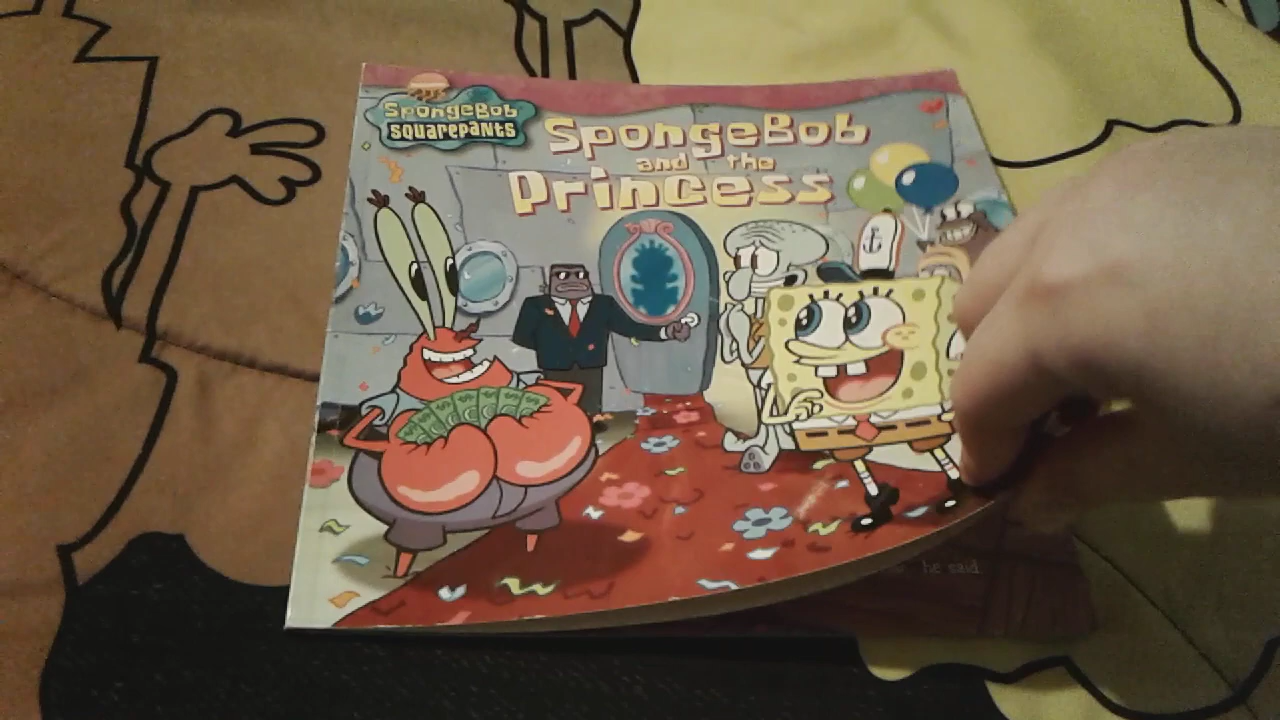 SpongeBob
SquarePants
SpongeBob
and the
Princess
he said